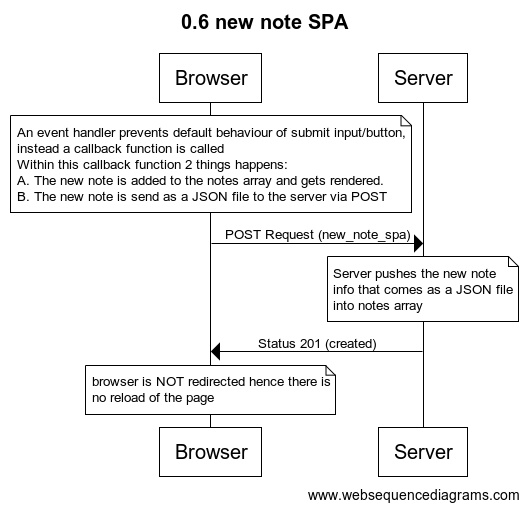 0.6 new note SPA
Browser
Server
An event handler prevents default behaviour of submit input/button,
instead a callback function is called
Within this callback function 2 things happens:
A. The new note is added to the notes array and gets rendered.
B. The new note is send as a JSON file to the server via POST
POST Request (new_note_spa)
Server pushes the new note
info that comes as a JSON file
into notes array
Status 201 (created)
browser is NOT redirected hence there is
no reload of the page
Browser
Server
www.websequencediagrams.com